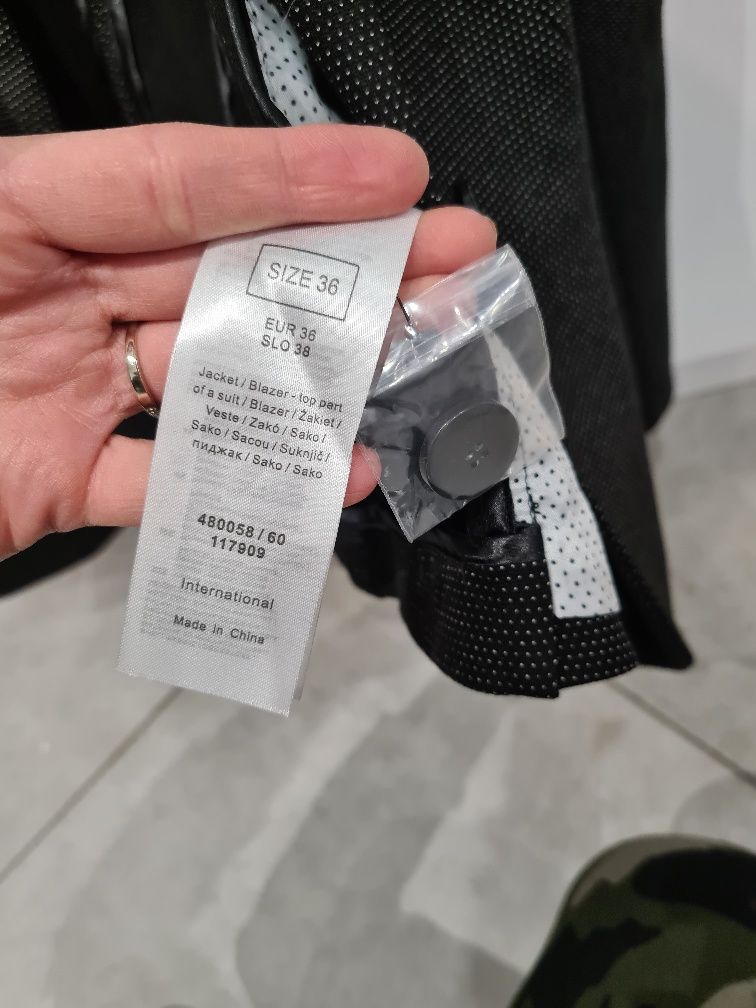 SIZE 36
EUR 36
SLO 38
Jacket / Blazer - top part
of a suit / Blazer / Żakiet /
Veste / Zakó / Sako /
Sako / Sacou / Suknjič /
пиджак / Sako / Sako
480058 / 60
117909
International
Made in China